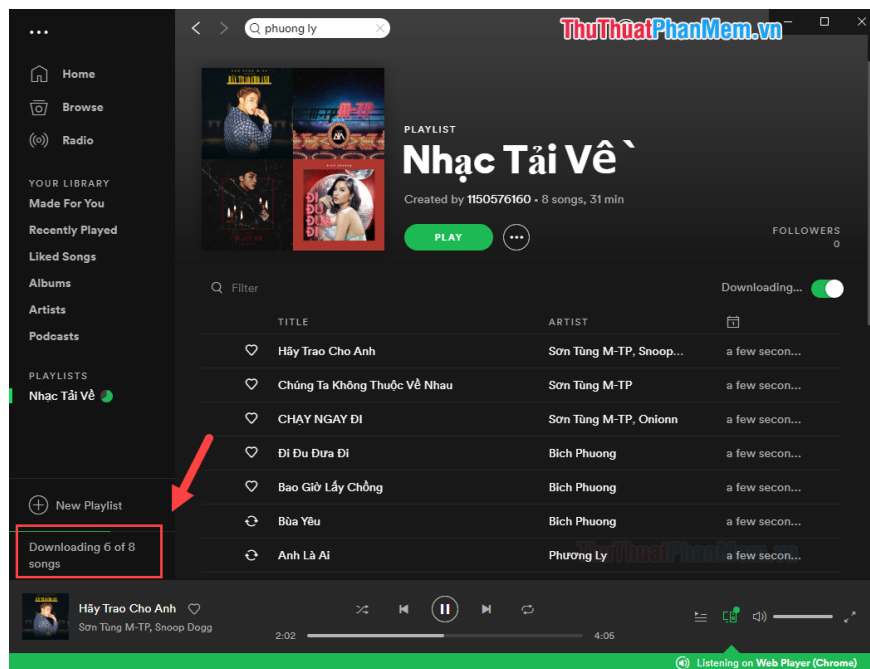 phuong ly
ThuThuatPhanMem.vn
Home
Browse
Radio
YOUR LIBRARY
Made For You
Recently Played
Liked Songs
Albums
Artists
Podcasts
PLAYLISTS
Nhạc Tải Về
New Playlist
Downloading 6 of 8
songs
PLAYLIST
Nhạc Tải Về
Created by 1150576160 • 8 songs, 31 min
PLAY
FOLLOWERS
0
Filter
Downloading...
TITLE ARTIST
Hãy Trao Cho Anh Sơn Tùng M-TP, Snoop... a few secon...
Chúng Ta Không Thuộc Về Nhau Sơn Tùng M-TP a few secon...
CHẠY NGAY ĐI Sơn Tùng M-TP, Onionn a few secon...
Đi Đu Đưa Đi Bich Phuong a few secon...
Bao Giờ Lấy Chồng Bich Phuong a few secon...
Bùa Yêu Bich Phuong a few secon...
Anh Là Ai Phương Ly a few secon...
ThuThuatPhanMem.vn
Hãy Trao Cho Anh
Sơn Tùng M-TP, Snoop Dogg
2:02 4:05
Listening on Web Player (Chrome)